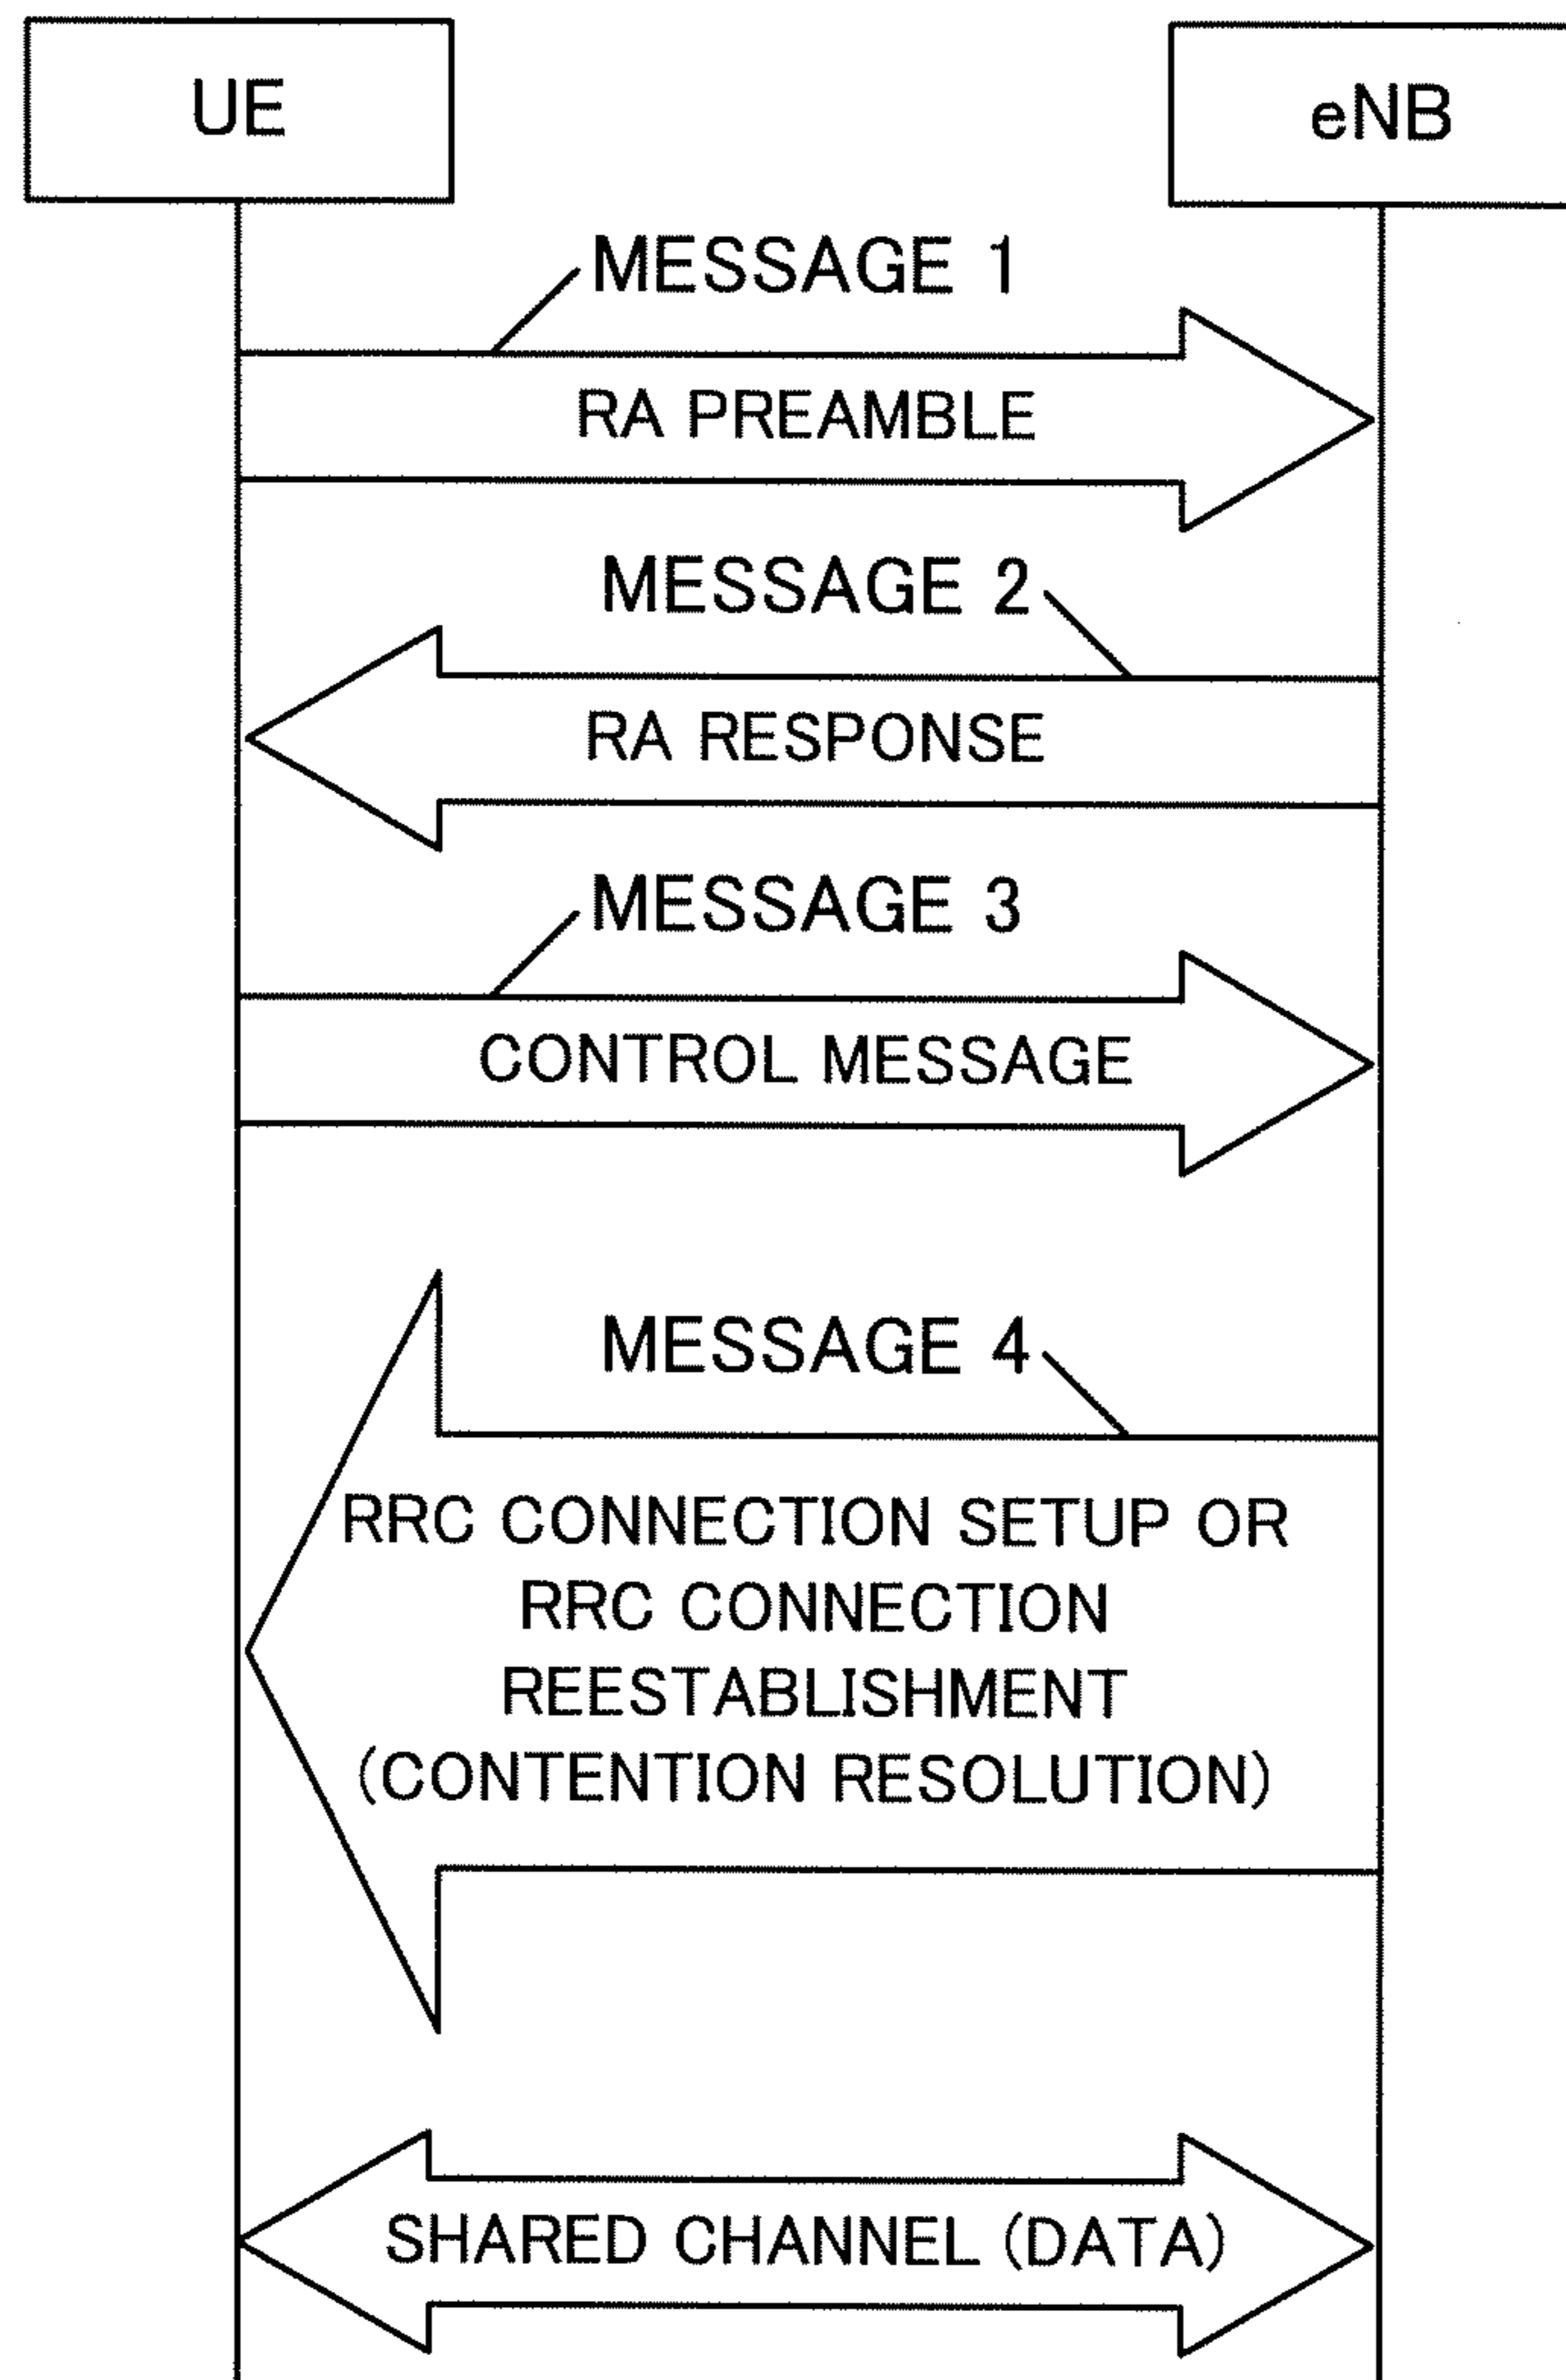 UE
eNB
MESSAGE 1
RA PREAMBLE
MESSAGE 2
RA RESPONSE
MESSAGE 3
CONTROL MESSAGE
MESSAGE 4
RRC CONNECTION SETUP OR
RRC CONNECTION
REESTABLISHMENT
(CONTENTION RESOLUTION)
SHARED CHANNEL (DATA)